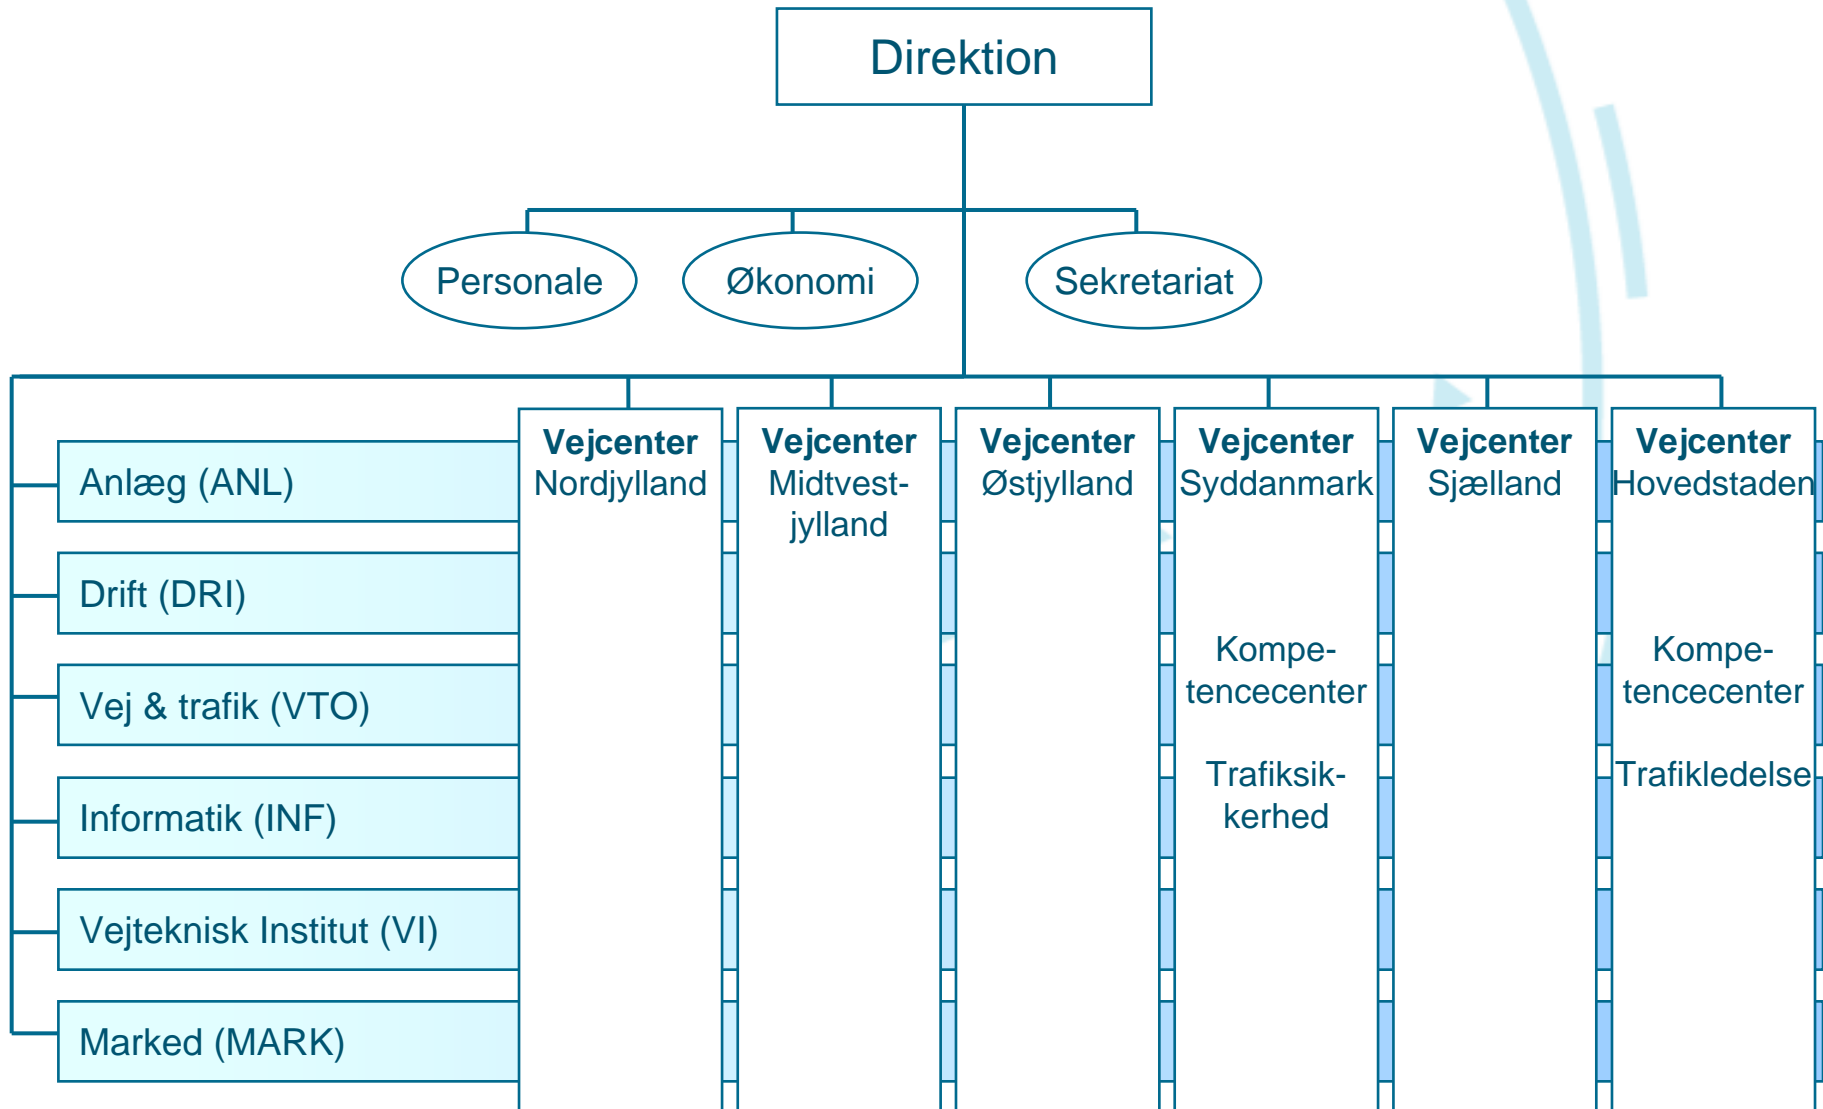 Direktion
Personale
Økonomi
Sekretariat
Vejcenter
Nordjylland
Vejcenter
Midtvest-
jylland
Vejcenter
Østjylland
Vejcenter
Syddanmark
Kompe-
tencecenter
Trafiksik-
kerhed
Vejcenter
Sjælland
Vejcenter
Hovedstaden
Kompe-
tencecenter
Trafikledelse
Anlæg (ANL)
Drift (DRI)
Vej & trafik (VTO)
Informatik (INF)
Vejteknisk Institut (VI)
Marked (MARK)